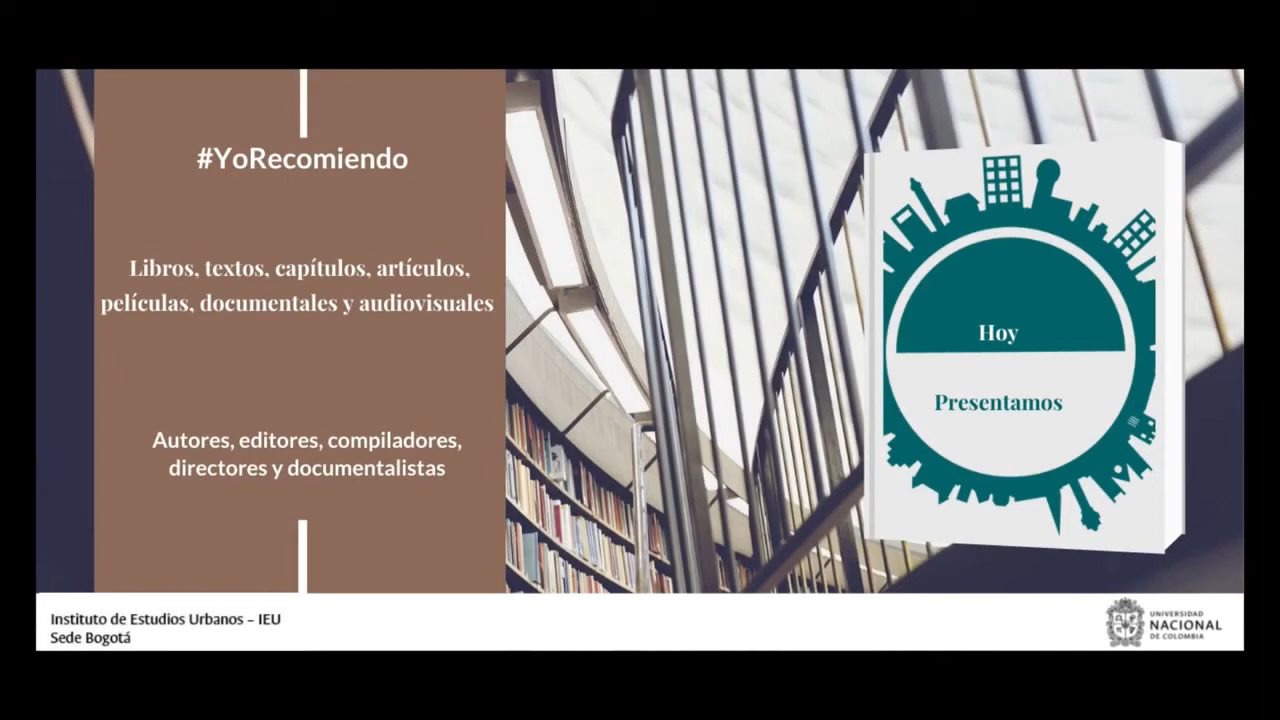 #YoRecomiendo
Libros, textos, capítulos, artículos,
películas, documentales y audiovisuales
Autores, editores, compiladores,
directores y documentalistas
Hoy
Presentamos
Instituto de Estudios Urbanos – IEU
Sede Bogotá
UNIVERSIDAD
NACIONAL
DE COLOMBIA